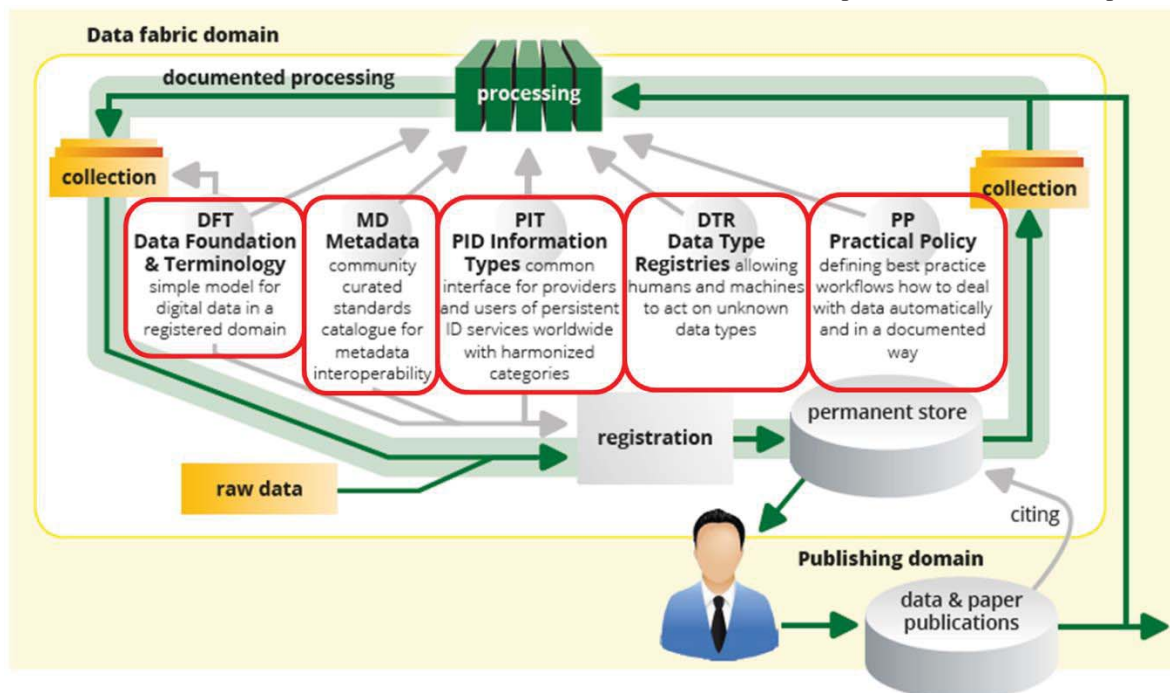 Data fabric domain
documented processing
processing
collection
collection
DFT
Data Foundation
& Terminology
simple model for
digital data in a
registered domain
MD
Metadata
community
curated
standards
catalogue for
metadata
interoperability
PIT
PID Information
Types common
interface for providers
and users of persistent
ID services worldwide
with harmonized
categories
DTR
Data Type
Registries allowing
humans and machines
to act on unknown
data types
PP
Practical Policy
defining best practice
workflows how to deal
with data automatically
and in a documented
way
registration
permanent store
raw data
citing
Publishing domain
data & paper
publications